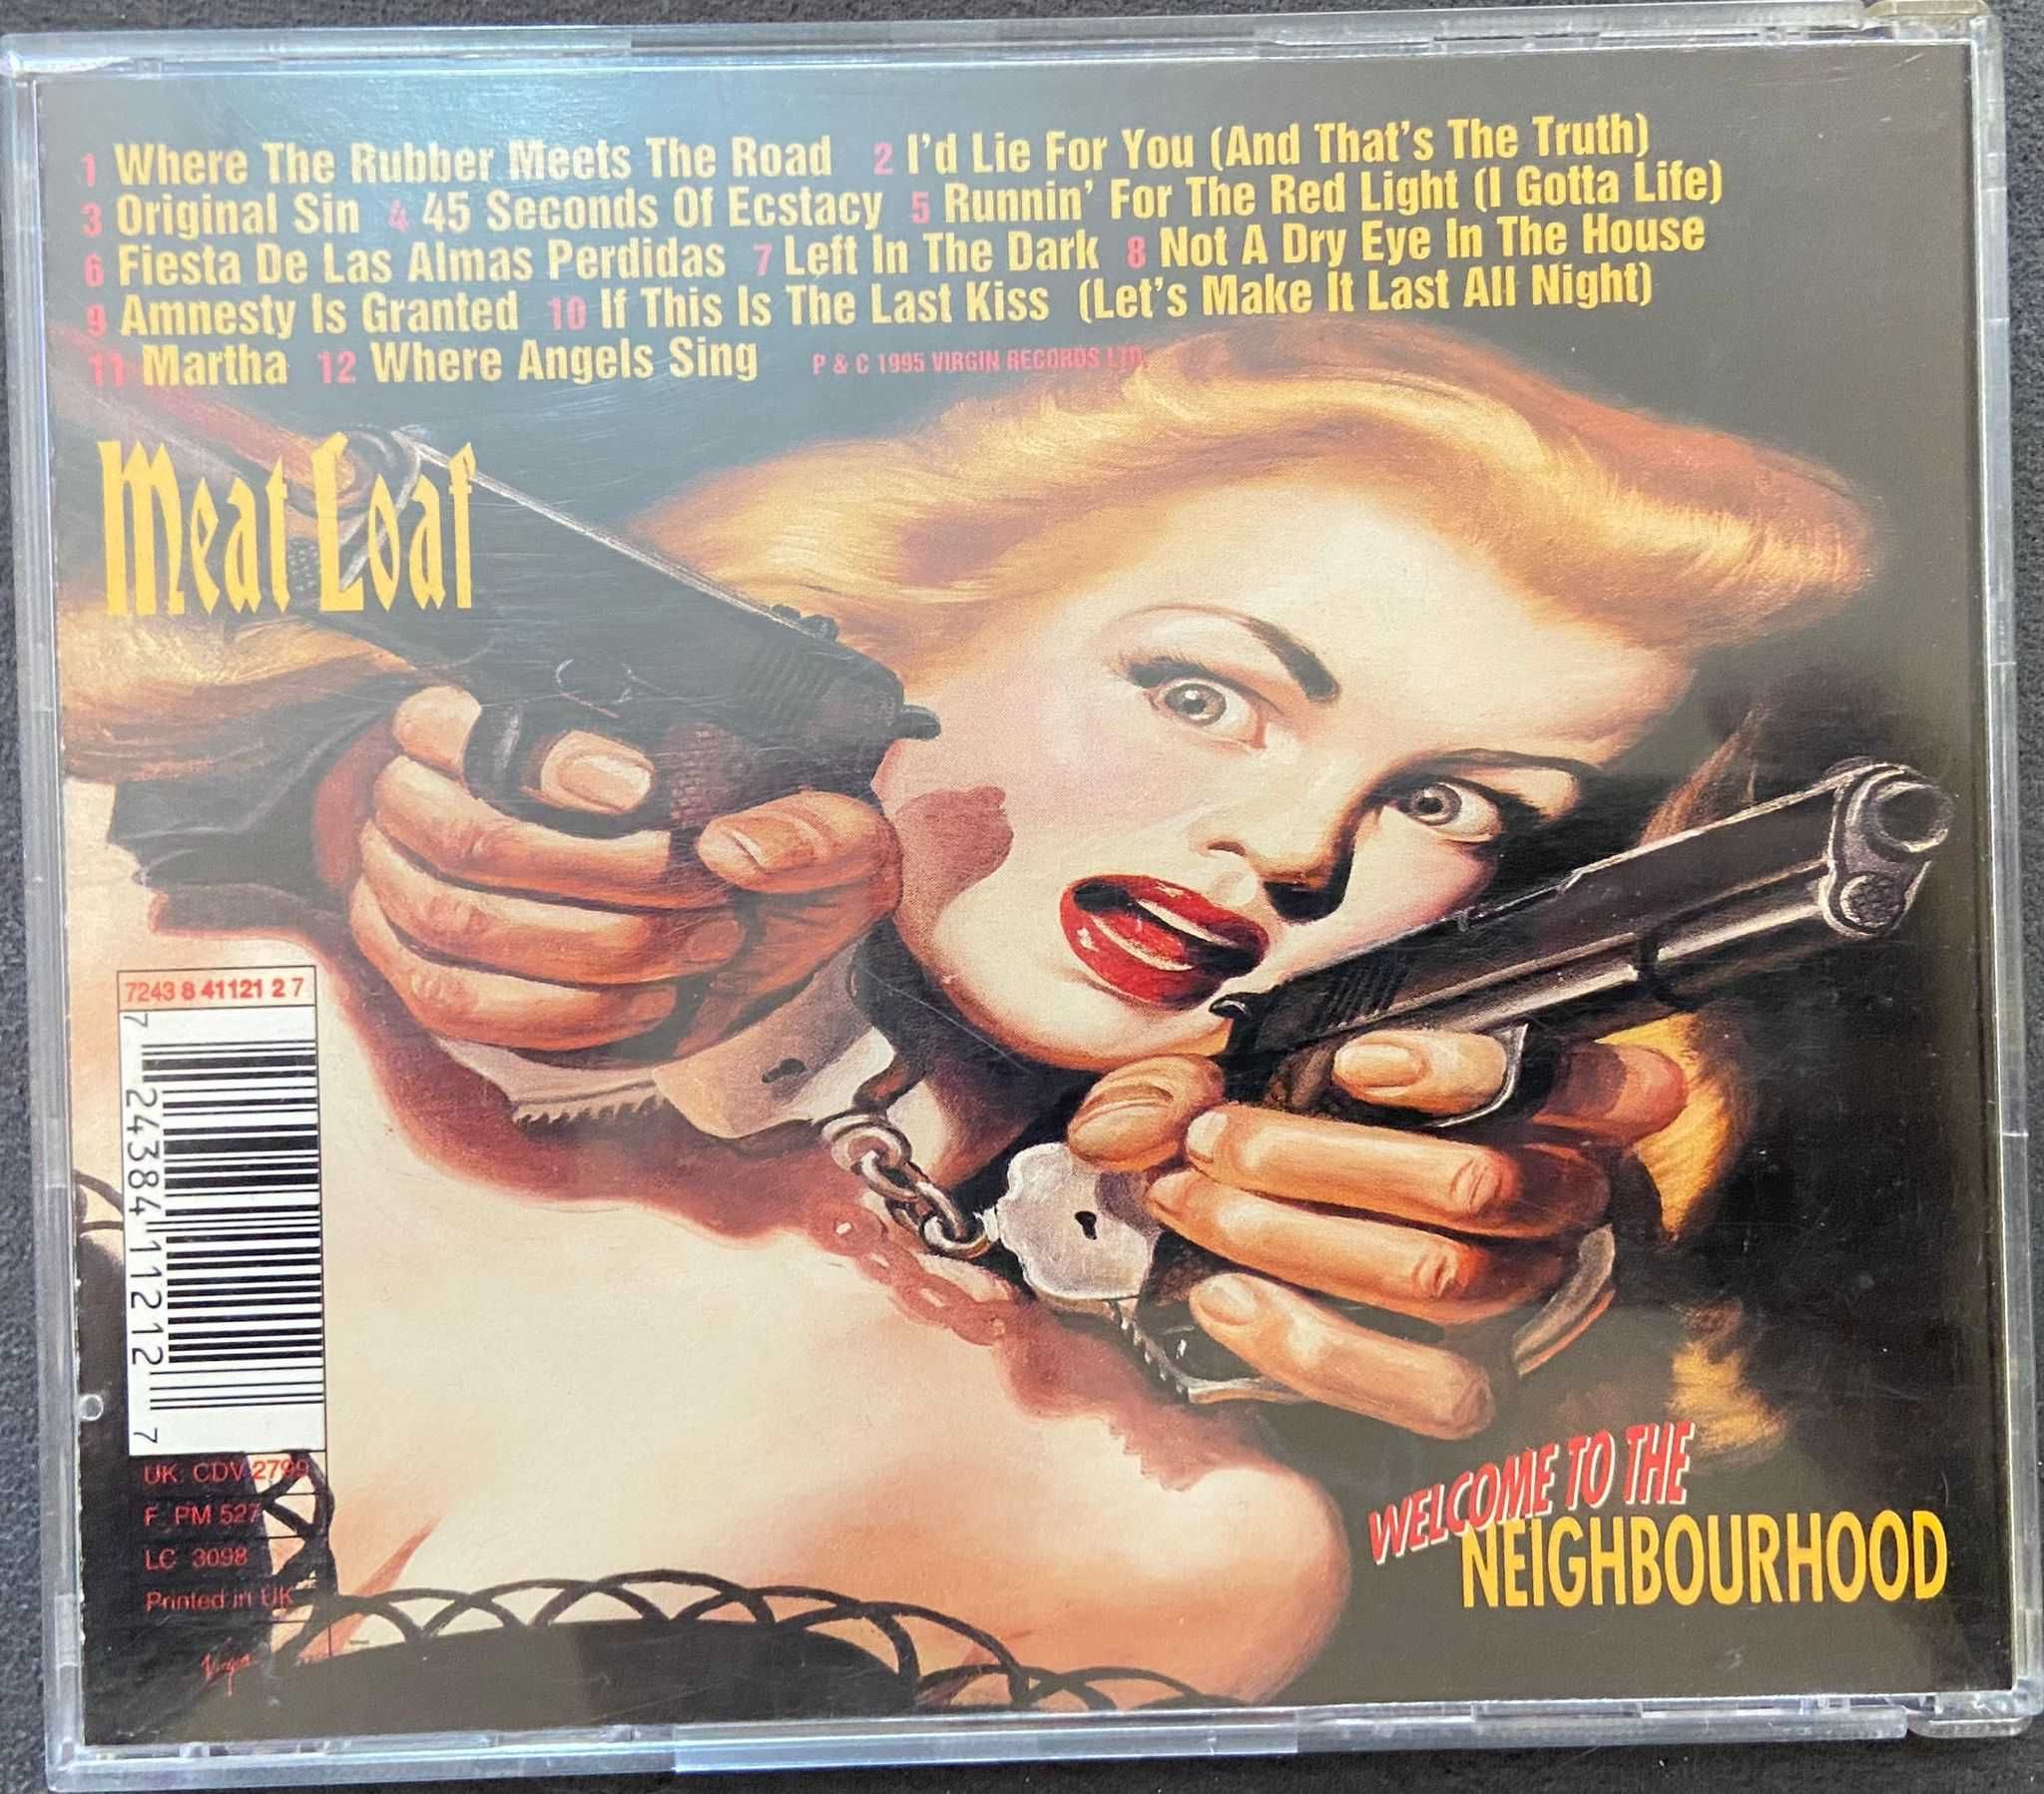 1 Where The Rubber Meets The Road 2 I'd Lie For You (And That's The Truth)
3 Original Sin 4 45 Seconds Of Ecstacy 5 Runnin' For The Red Light (I Gotta Life)
6 Fiesta De Las Almas Perdidas 7 Left In The Dark 8 Not A Dry Eye In The House
9 Amnesty Is Granted 10 If This Is The Last Kiss (Let's Make It Last All Night)
11 Martha 12 Where Angels Sing P & C 1995 VIRGIN RECORDS LTD.
Meat Loaf
7243 8 41121 2 7
7 24384 11212 7
UK: CDV 2799
F: PM 527
LC 3098
Printed in UK
Virgin
WELCOME TO THE
NEIGHBOURHOOD